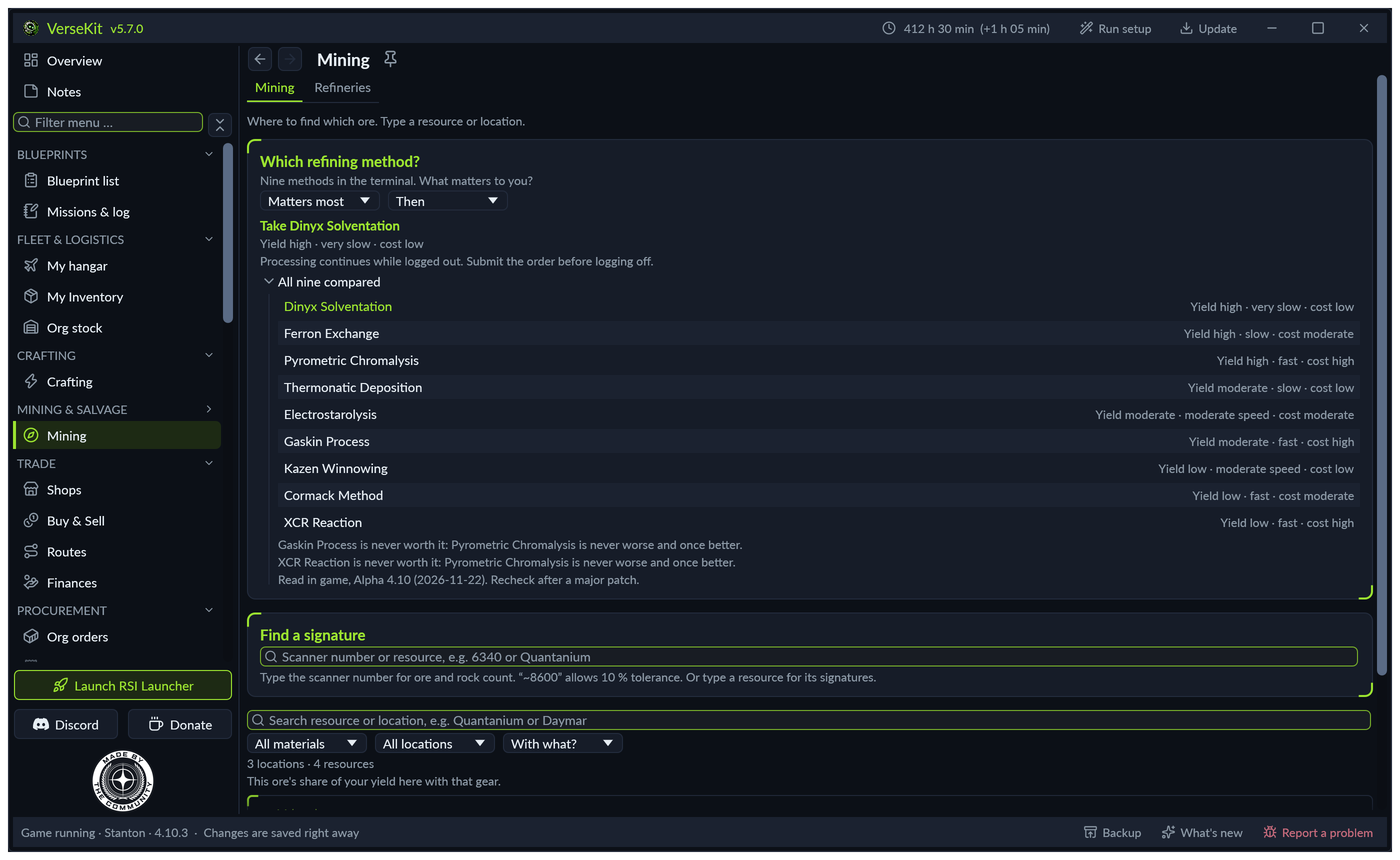 VerseKit v5.7.0
412 h 30 min (+1 h 05 min)
Run setup
Update
Overview
Notes
Filter menu ...
BLUEPRINTS
Blueprint list
Missions & log
FLEET & LOGISTICS
My hangar
My Inventory
Org stock
CRAFTING
Crafting
MINING & SALVAGE
Mining
TRADE
Shops
Buy & Sell
Routes
Finances
PROCUREMENT
Org orders
Launch RSI Launcher
Discord
Donate
MADE BY THE COMMUNITY
Mining
Mining
Refineries
Where to find which ore. Type a resource or location.
Which refining method?
Nine methods in the terminal. What matters to you?
Matters most
Then
Take Dinyx Solventation
Yield high · very slow · cost low
Processing continues while logged out. Submit the order before logging off.
All nine compared
Dinyx Solventation Yield high · very slow · cost low
Ferron Exchange Yield high · slow · cost moderate
Pyrometric Chromalysis Yield high · fast · cost high
Thermonatic Deposition Yield moderate · slow · cost low
Electrostarolysis Yield moderate · moderate speed · cost moderate
Gaskin Process Yield moderate · fast · cost high
Kazen Winnowing Yield low · moderate speed · cost low
Cormack Method Yield low · fast · cost moderate
XCR Reaction Yield low · fast · cost high
Gaskin Process is never worth it: Pyrometric Chromalysis is never worse and once better.
XCR Reaction is never worth it: Pyrometric Chromalysis is never worse and once better.
Read in game, Alpha 4.10 (2026-11-22). Recheck after a major patch.
Find a signature
Scanner number or resource, e.g. 6340 or Quantanium
Type the scanner number for ore and rock count. “~8600” allows 10 % tolerance. Or type a resource for its signatures.
Search resource or location, e.g. Quantanium or Daymar
All materials
All locations
With what?
3 locations · 4 resources
This ore's share of your yield here with that gear.
Game running · Stanton · 4.10.3 · Changes are saved right away
Backup
What's new
Report a problem